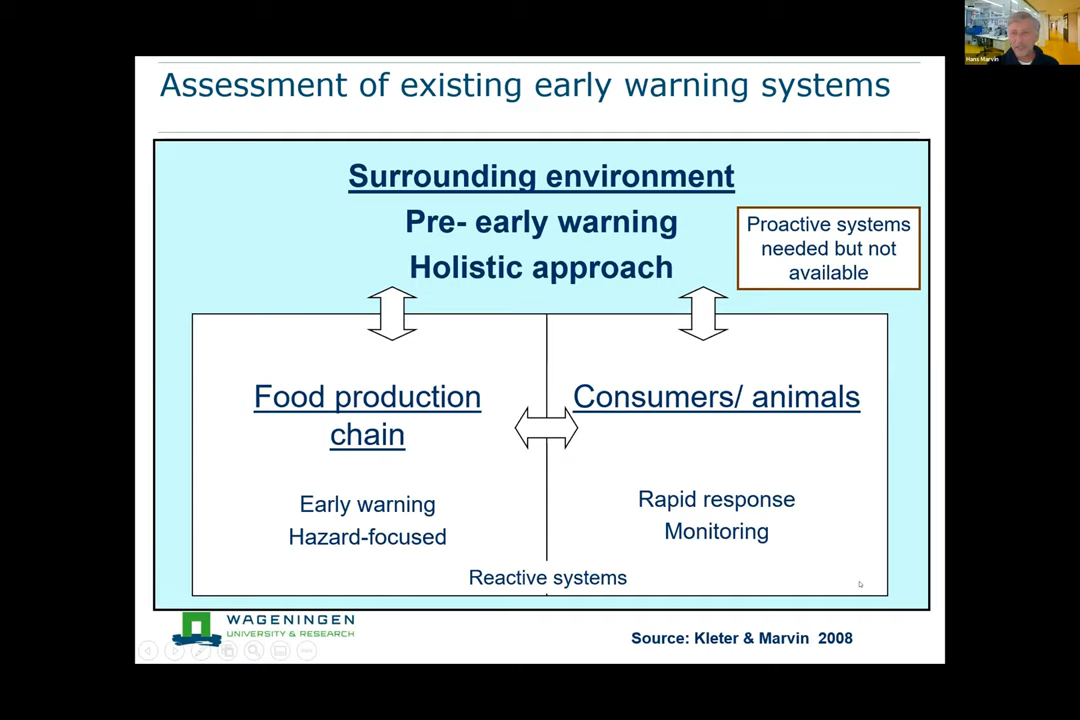 Hans Marvin
Assessment of existing early warning systems
Surrounding environment
Pre- early warning
Holistic approach
Proactive systems
needed but not
available
Food production
chain
Early warning
Hazard-focused
Consumers/ animals
Rapid response
Monitoring
Reactive systems
WAGENINGEN
UNIVERSITY & RESEARCH
Source: Kleter & Marvin 2008